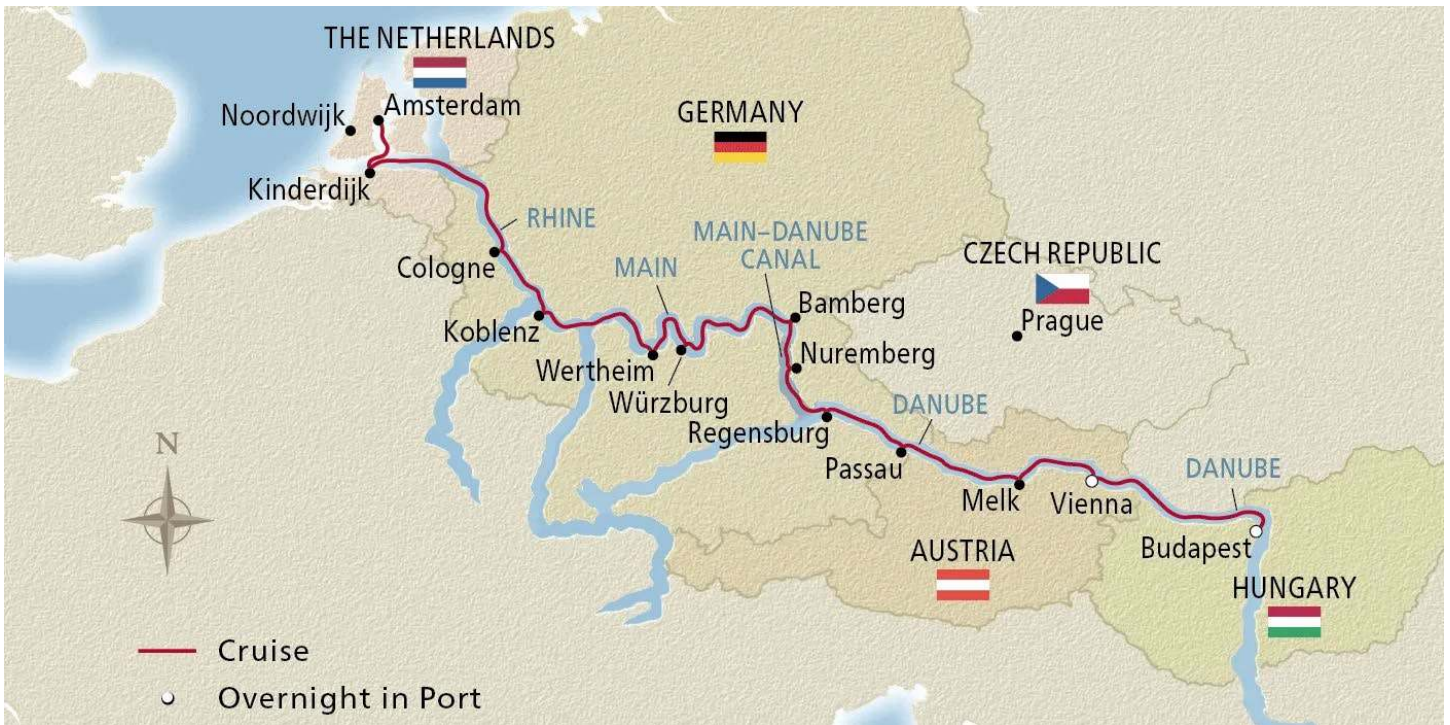 THE NETHERLANDS
Noordwijk
Amsterdam
Kinderdijk
GERMANY
RHINE
Cologne
MAIN
MAIN–DANUBE
CANAL
CZECH REPUBLIC
Prague
Koblenz
Bamberg
Wertheim
Nuremberg
Würzburg
Regensburg
DANUBE
Passau
Melk
Vienna
DANUBE
Budapest
AUSTRIA
HUNGARY
N
Cruise
Overnight in Port